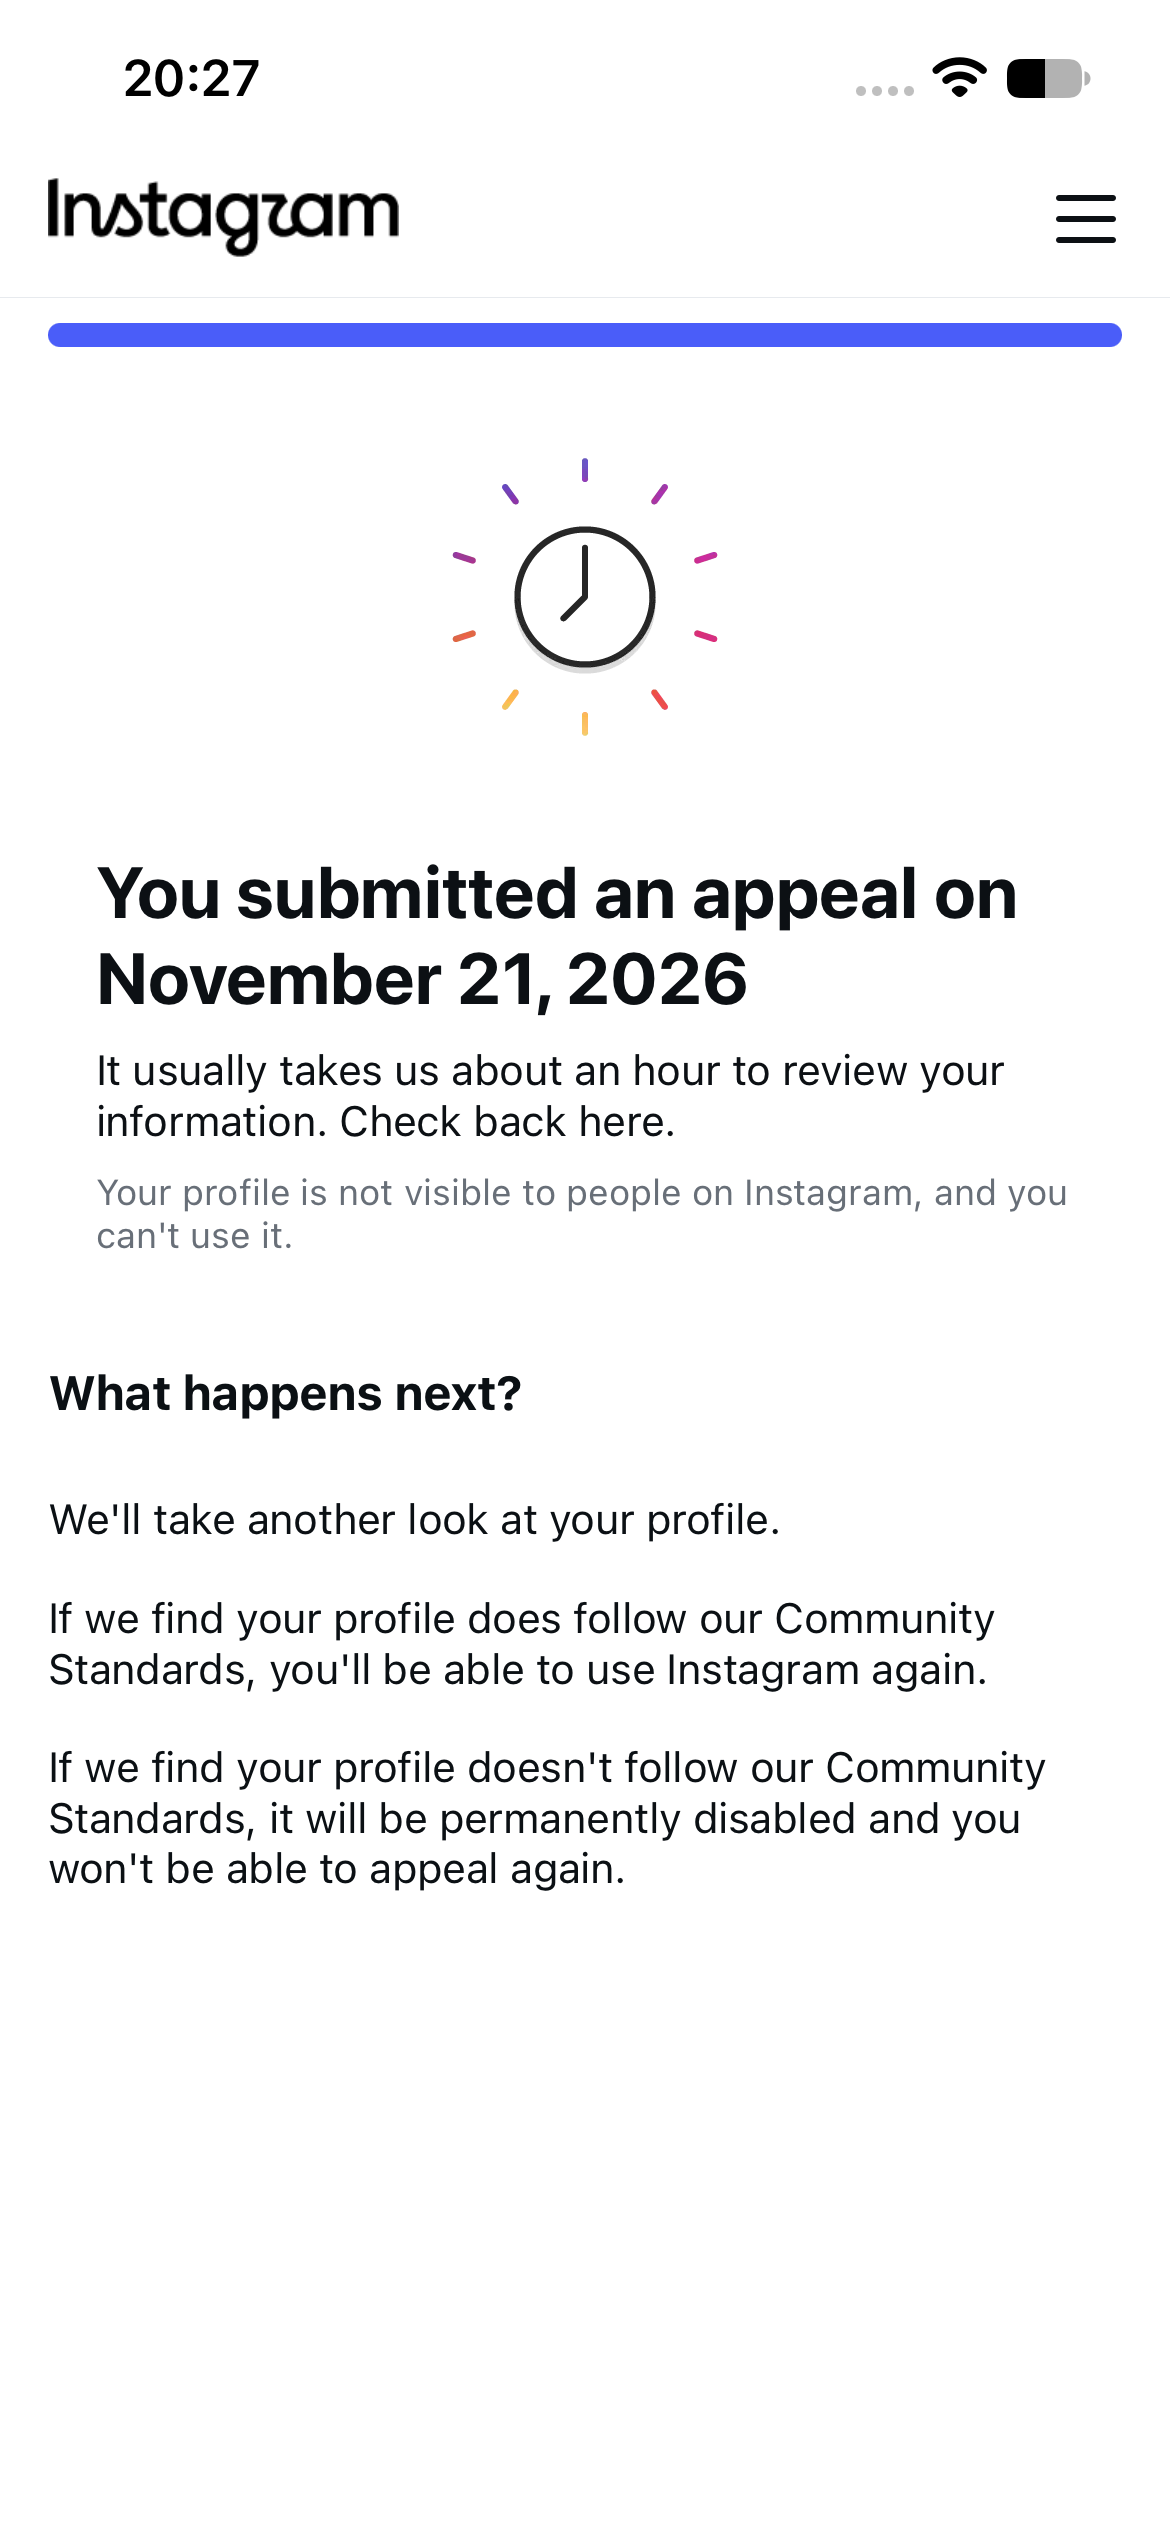 20:27
Instagram
You submitted an appeal on
November 21, 2026
It usually takes us about an hour to review your
information. Check back here.
Your profile is not visible to people on Instagram, and you
can't use it.
What happens next?
We'll take another look at your profile.
If we find your profile does follow our Community
Standards, you'll be able to use Instagram again.
If we find your profile doesn't follow our Community
Standards, it will be permanently disabled and you
won't be able to appeal again.